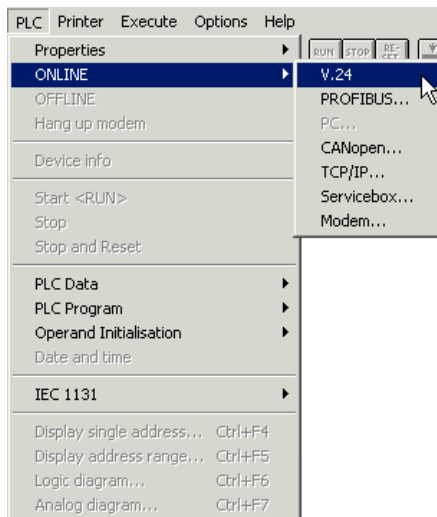 PLC Printer Execute Options Help
Properties
RUN STOP RE-SET
ONLINE
V.24
OFFLINE
PROFIBUS...
Hang up modem
PC...
CANopen...
Device info
TCP/IP...
Servicebox...
Start <RUN>
Modem...
Stop
Stop and Reset
PLC Data
PLC Program
Operand Initialisation
Date and time
IEC 1131
Display single address... Ctrl+F4
Display address range... Ctrl+F5
Logic diagram... Ctrl+F6
Analog diagram... Ctrl+F7